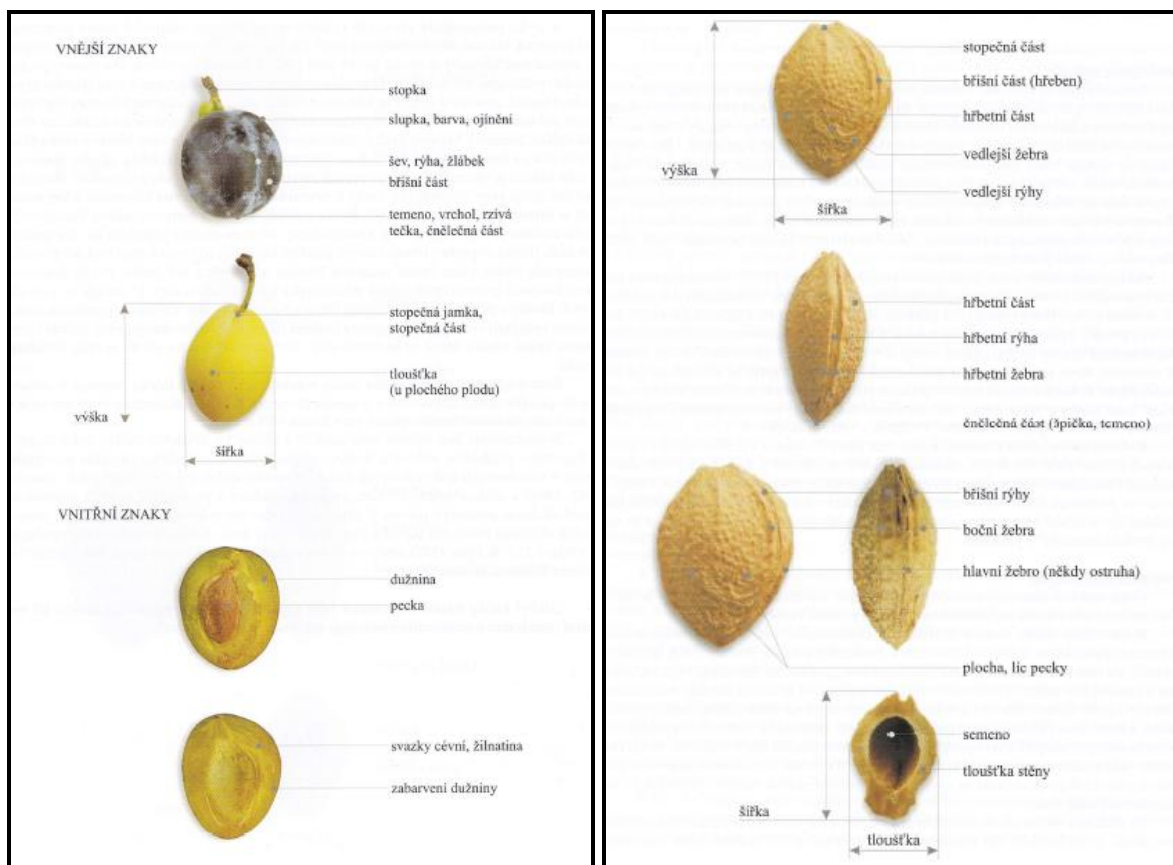 VNĚJŠÍ ZNAKY
stopka
slupka, barva, ojínění
šev, rýha, žlábek
břišní část
temeno, vrchol, rzivá
tečka, čnělečná část
stopečná jamka,
stopečná část
tloušťka
(u plochého plodu)
výška
šířka
VNITŘNÍ ZNAKY
dužnina
pecka
svazky cévní, žilnatina
zabarvení dužniny
stopečná část
břišní část (hřeben)
hřbetní část
vedlejší žebra
výška
vedlejší rýhy
šířka
hřbetní část
hřbetní rýha
hřbetní žebra
čnělečná část (špička, temeno)
břišní rýhy
boční žebra
hlavní žebro (někdy ostruha)
plocha, líc pecky
semeno
tloušťka stěny
šířka
tloušťka